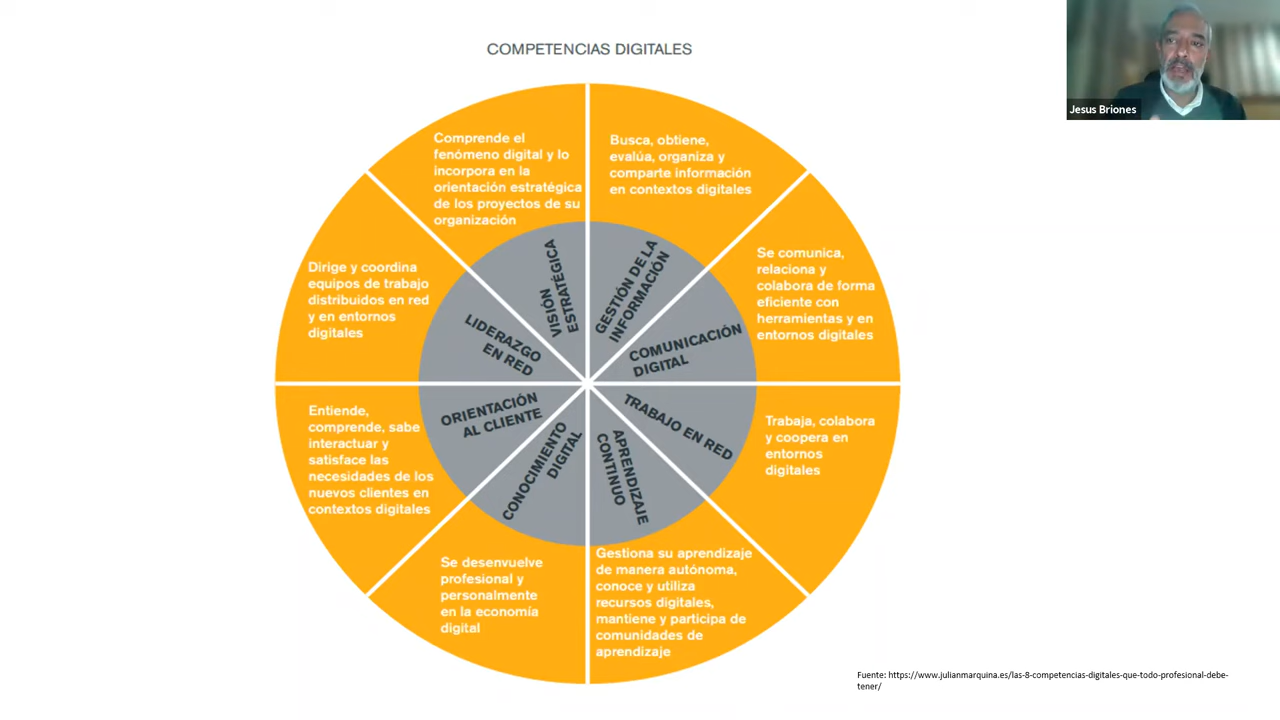 COMPETENCIAS DIGITALES
Jesus Briones
Comprende el
fenómeno digital y lo
incorpora en la
orientación estratégica
de los proyectos de su
organización
Busca, obtiene,
evalúa, organiza y
comparte información
en contextos digitales
Se comunica,
relaciona y
colabora de forma
eficiente con
herramientas y en
entornos digitales
Trabaja, colabora
y coopera en
entornos
digitales
Gestiona su aprendizaje
de manera autónoma,
conoce y utiliza
recursos digitales,
mantiene y participa de
comunidades de
aprendizaje
Se desenvuelve
profesional y
personalmente
en la economía
digital
Entiende,
comprende, sabe
interactuar y
satisface las
necesidades de los
nuevos clientes en
contextos digitales
Dirige y coordina
equipos de trabajo
distribuidos en red
y en entornos
digitales
VISIÓN
ESTRATÉGICA
GESTIÓN DE LA
INFORMACIÓN
COMUNICACIÓN
DIGITAL
TRABAJO EN RED
APRENDIZAJE
CONTINUO
CONOCIMIENTO
DIGITAL
ORIENTACIÓN
AL CLIENTE
LIDERAZGO
EN RED
Fuente: https://www.julianmarquina.es/las-8-competencias-digitales-que-todo-profesional-debe-
tener/